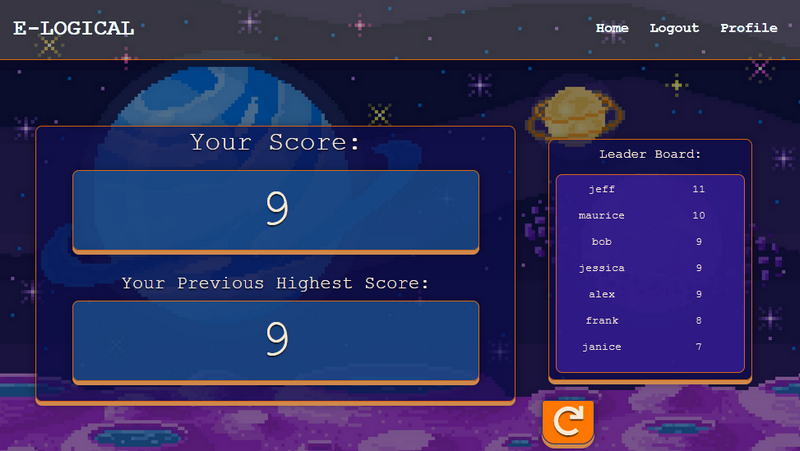 E-LOGICAL
Home Logout Profile
Your Score:
9
Your Previous Highest Score:
9
Leader Board:
jeff 11
maurice 10
bob 9
jessica 9
alex 9
frank 8
janice 7